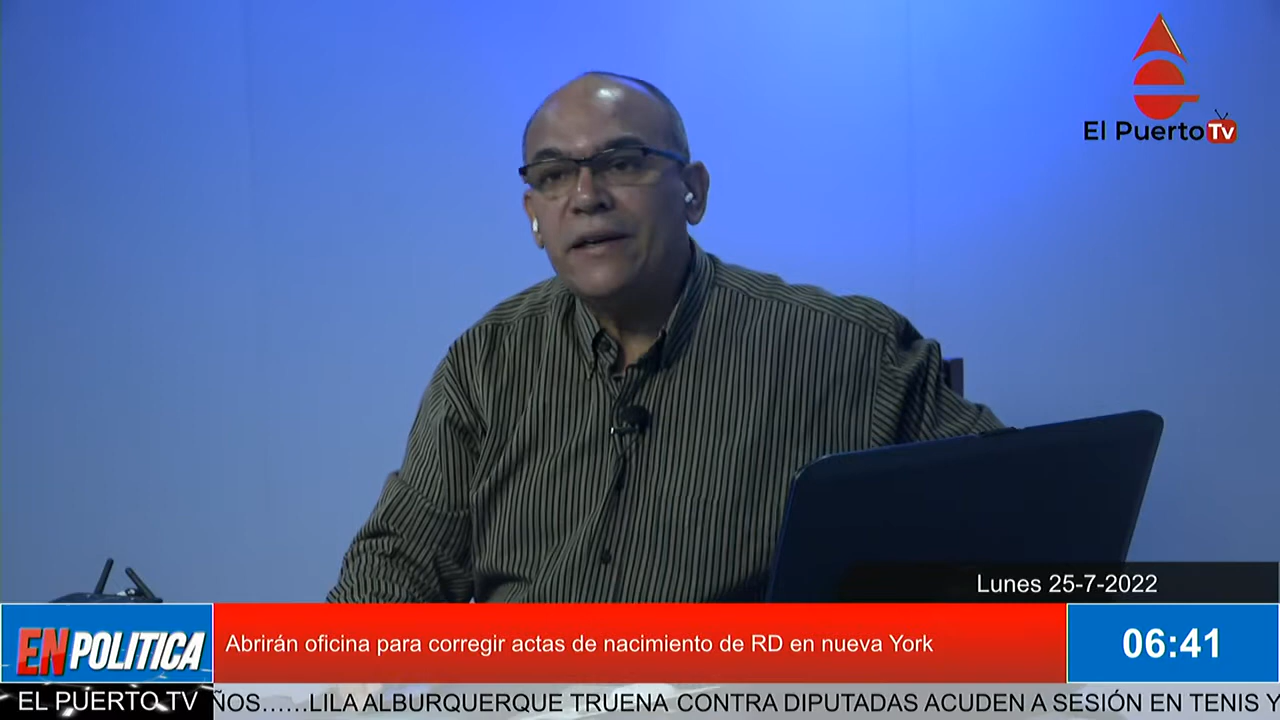 El Puerto Tv
Lunes 25-7-2022
EN POLITICA
Abrirán oficina para corregir actas de nacimiento de RD en nueva York
06:41
EL PUERTO TV
ÑOS......LILA ALBURQUERQUE TRUENA CONTRA DIPUTADAS ACUDEN A SESIÓN EN TENIS Y